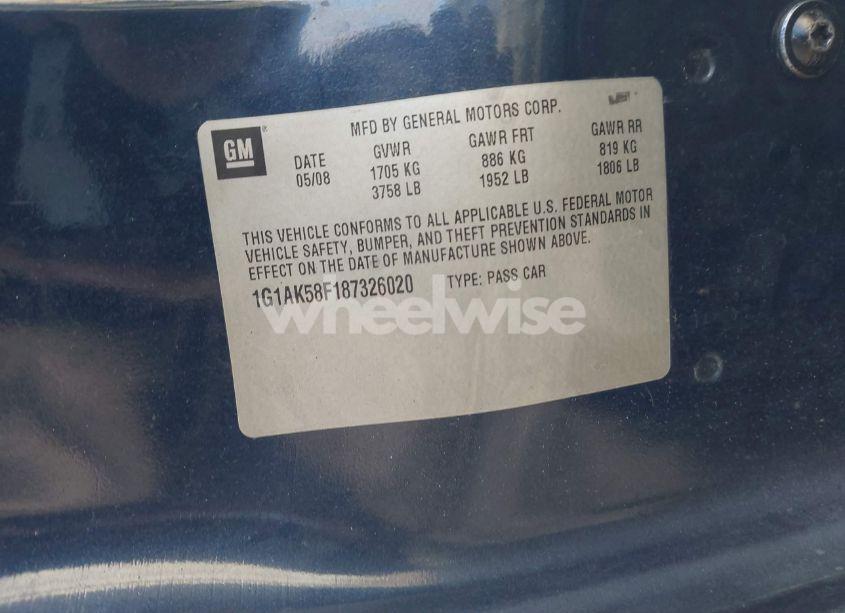 MFD BY GENERAL MOTORS CORP.
GM ®
DATE GVWR GAWR FRT GAWR RR
05/08 1705 KG 886 KG 819 KG
3758 LB 1952 LB 1806 LB
THIS VEHICLE CONFORMS TO ALL APPLICABLE U.S. FEDERAL MOTOR
VEHICLE SAFETY, BUMPER, AND THEFT PREVENTION STANDARDS IN
EFFECT ON THE DATE OF MANUFACTURE SHOWN ABOVE.
1G1AK58F187326020 TYPE: PASS CAR
wheelwise